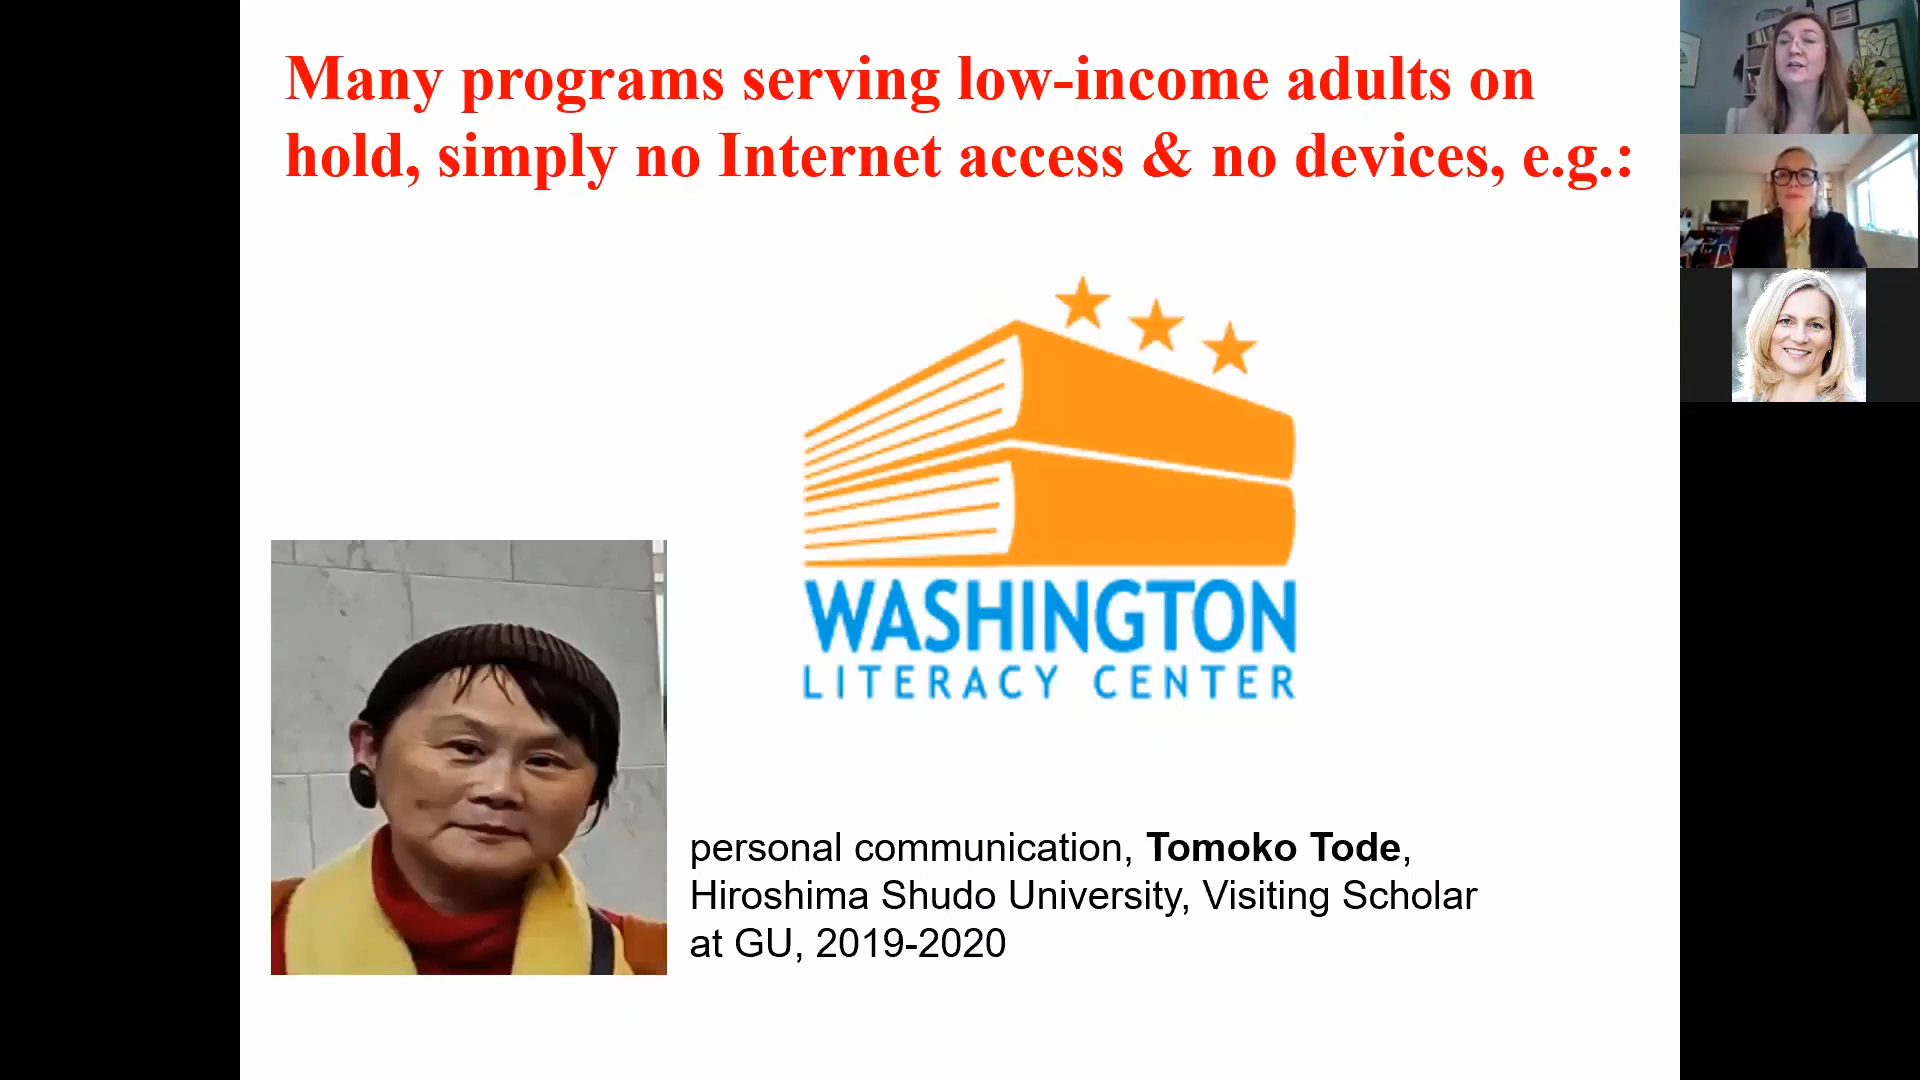 Many programs serving low-income adults on
hold, simply no Internet access & no devices, e.g.:
WASHINGTON
LITERACY CENTER
personal communication, Tomoko Tode,
Hiroshima Shudo University, Visiting Scholar
at GU, 2019-2020